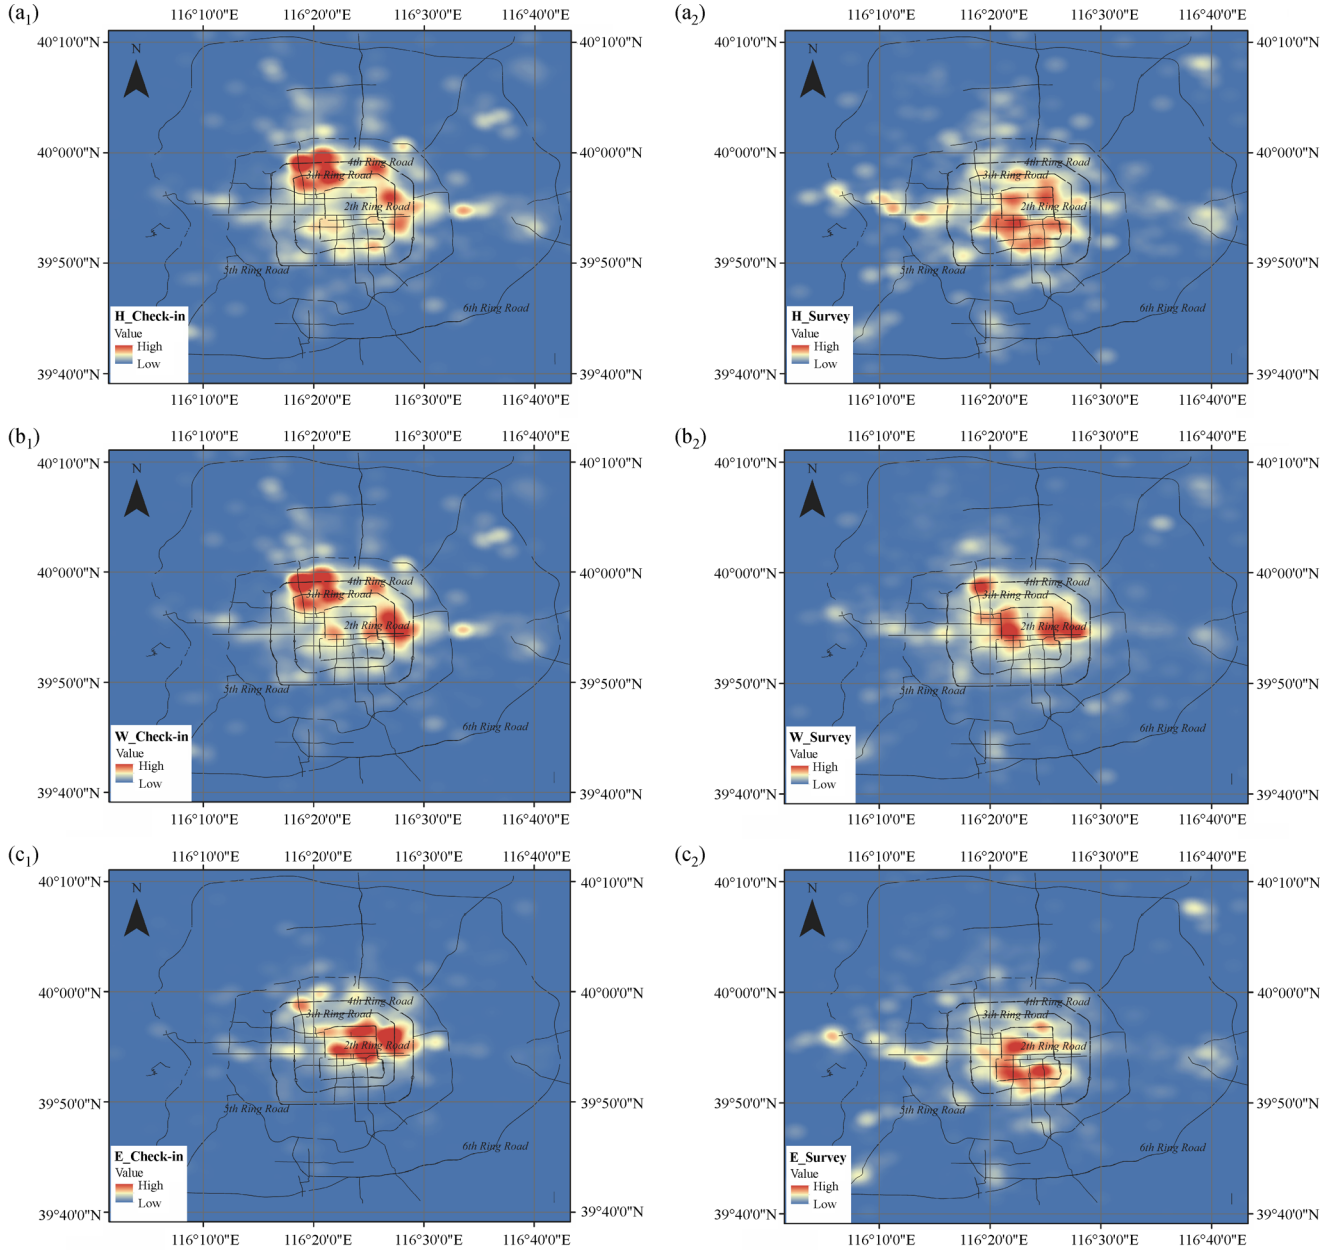 (a1)
116°10'0"E 116°20'0"E 116°30'0"E 116°40'0"E
40°10'0"N
40°10'0"N
N
40°00'0"N
40°00'0"N
4th Ring Road
3th Ring Road
2th Ring Road
39°50'0"N
39°50'0"N
5th Ring Road
6th Ring Road
H_Check-in
Value
High
Low
39°40'0"N
39°40'0"N
116°10'0"E 116°20'0"E 116°30'0"E 116°40'0"E
(a2)
116°10'0"E 116°20'0"E 116°30'0"E 116°40'0"E
40°10'0"N
40°10'0"N
N
40°00'0"N
40°00'0"N
4th Ring Road
3th Ring Road
2th Ring Road
39°50'0"N
39°50'0"N
5th Ring Road
6th Ring Road
H_Survey
Value
High
Low
39°40'0"N
39°40'0"N
116°10'0"E 116°20'0"E 116°30'0"E 116°40'0"E
(b1)
116°10'0"E 116°20'0"E 116°30'0"E 116°40'0"E
40°10'0"N
40°10'0"N
N
40°00'0"N
40°00'0"N
4th Ring Road
3th Ring Road
2th Ring Road
39°50'0"N
39°50'0"N
5th Ring Road
6th Ring Road
W_Check-in
Value
High
Low
39°40'0"N
39°40'0"N
116°10'0"E 116°20'0"E 116°30'0"E 116°40'0"E
(b2)
116°10'0"E 116°20'0"E 116°30'0"E 116°40'0"E
40°10'0"N
40°10'0"N
N
40°00'0"N
40°00'0"N
4th Ring Road
3th Ring Road
2th Ring Road
39°50'0"N
39°50'0"N
5th Ring Road
6th Ring Road
W_Survey
Value
High
Low
39°40'0"N
39°40'0"N
116°10'0"E 116°20'0"E 116°30'0"E 116°40'0"E
(c1)
116°10'0"E 116°20'0"E 116°30'0"E 116°40'0"E
40°10'0"N
40°10'0"N
N
40°00'0"N
40°00'0"N
4th Ring Road
3th Ring Road
2th Ring Road
39°50'0"N
39°50'0"N
5th Ring Road
6th Ring Road
E_Check-in
Value
High
Low
39°40'0"N
39°40'0"N
116°10'0"E 116°20'0"E 116°30'0"E 116°40'0"E
(c2)
116°10'0"E 116°20'0"E 116°30'0"E 116°40'0"E
40°10'0"N
40°10'0"N
N
40°00'0"N
40°00'0"N
4th Ring Road
3th Ring Road
2th Ring Road
39°50'0"N
39°50'0"N
5th Ring Road
6th Ring Road
E_Survey
Value
High
Low
39°40'0"N
39°40'0"N
116°10'0"E 116°20'0"E 116°30'0"E 116°40'0"E